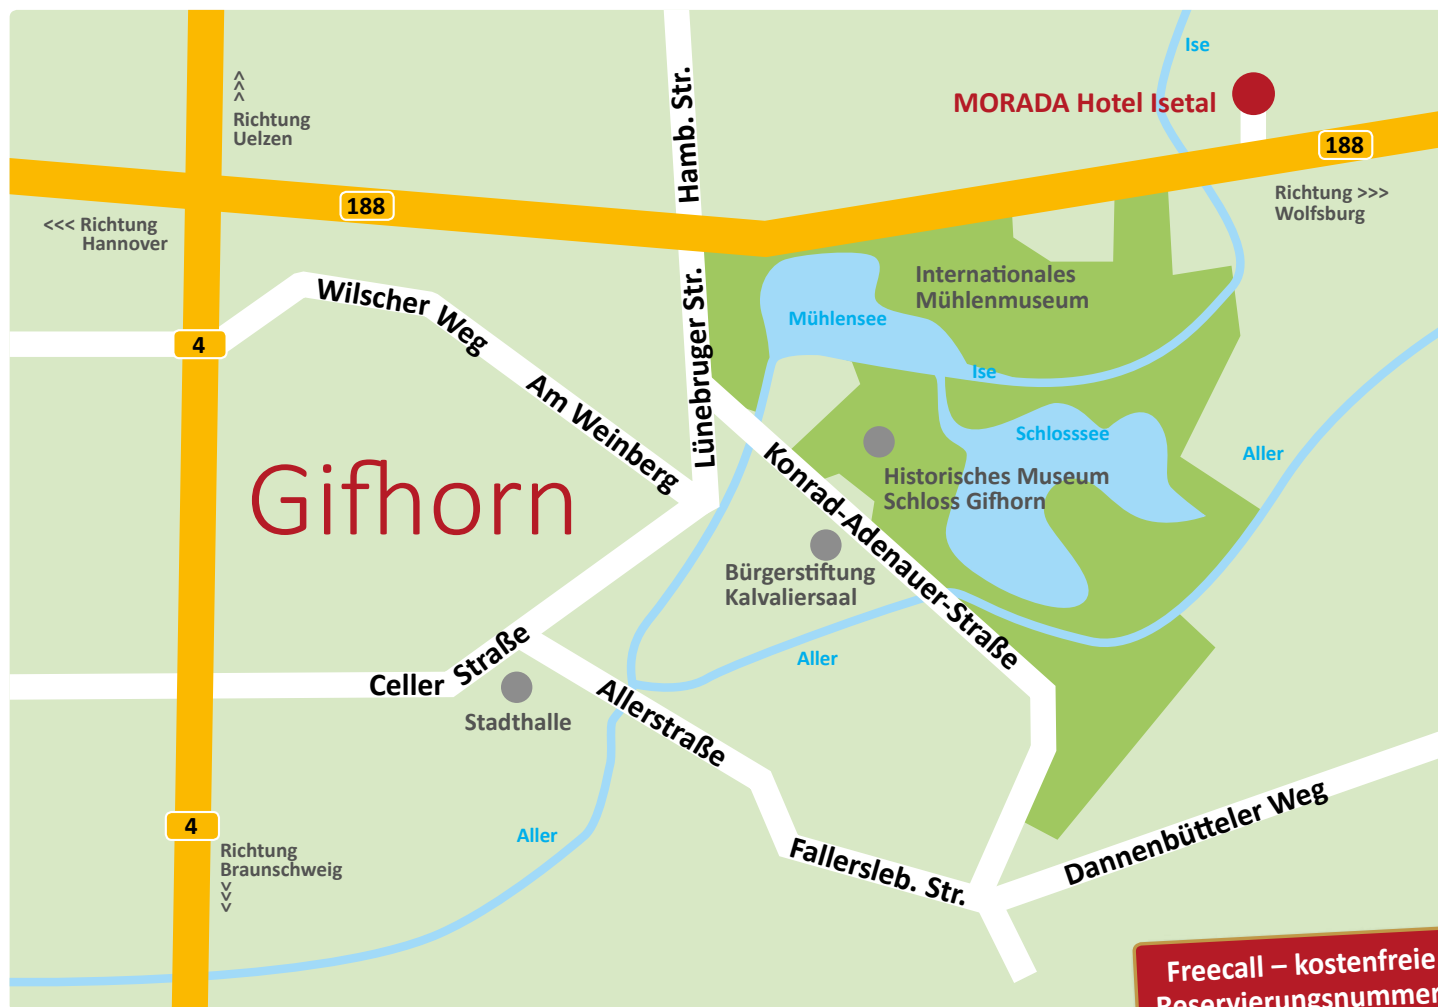 Ise
MORADA Hotel Isetal
^^^
Richtung
Uelzen
Hamb. Str.
188
188
Richtung >>>
Wolfsburg
<<< Richtung
Hannover
Internationales
Mühlenmuseum
Wilscher Weg
Lünebruger Str.
Mühlensee
4
Ise
Am Weinberg
Schlosssee
Aller
Gifhorn
Konrad-Adenauer-Straße
Historisches Museum
Schloss Gifhorn
Bürgerstiftung
Kalvaliersaal
Celler Straße
Aller
Stadthalle
Allerstraße
4
Aller
Richtung
Braunschweig
>>>
Fallersleb. Str.
Dannenbütteler Weg
Freecall – kostenfreie
Reservierungsnummer